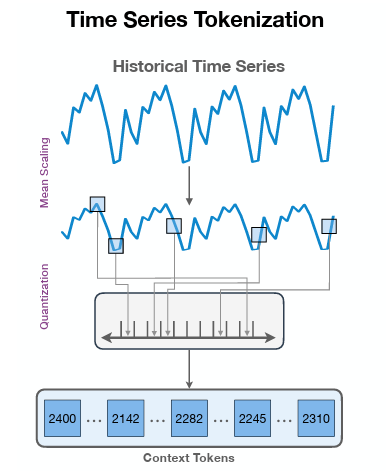 Time Series Tokenization
Historical Time Series
Mean Scaling
Quantization
2400 ... 2142 ... 2282 ... 2245 ... 2310
Context Tokens